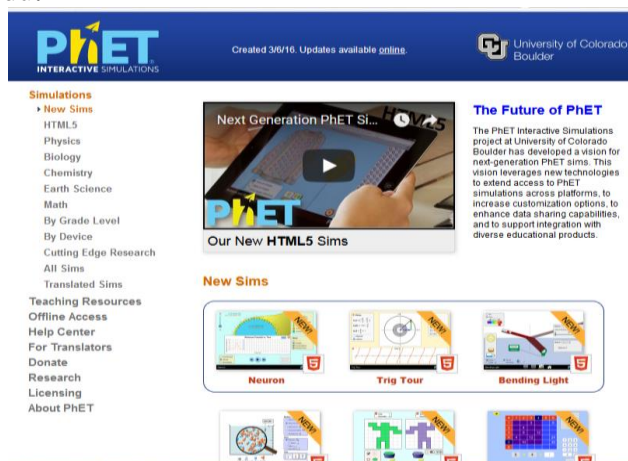 PhET
INTERACTIVE SIMULATIONS
Created 3/6/16. Updates available online.
University of Colorado
Boulder
Simulations
New Sims
HTML5
Physics
Biology
Chemistry
Earth Science
Math
By Grade Level
By Device
Cutting Edge Research
All Sims
Translated Sims
Teaching Resources
Offline Access
Help Center
For Translators
Donate
Research
Licensing
About PhET
Next Generation PhET Si...
PhET
Our New HTML5 Sims
The Future of PhET
The PhET Interactive Simulations
project at University of Colorado
Boulder has developed a vision for
next-generation PhET sims. This
vision leverages new technologies
to extend access to PhET
simulations across platforms, to
increase customization options, to
enhance data sharing capabilities,
and to support integration with
diverse educational products.
New Sims
NEW!
NEW!
NEW!
5
5
5
Neuron
Trig Tour
Bending Light
NEW!
NEW!
NEW!